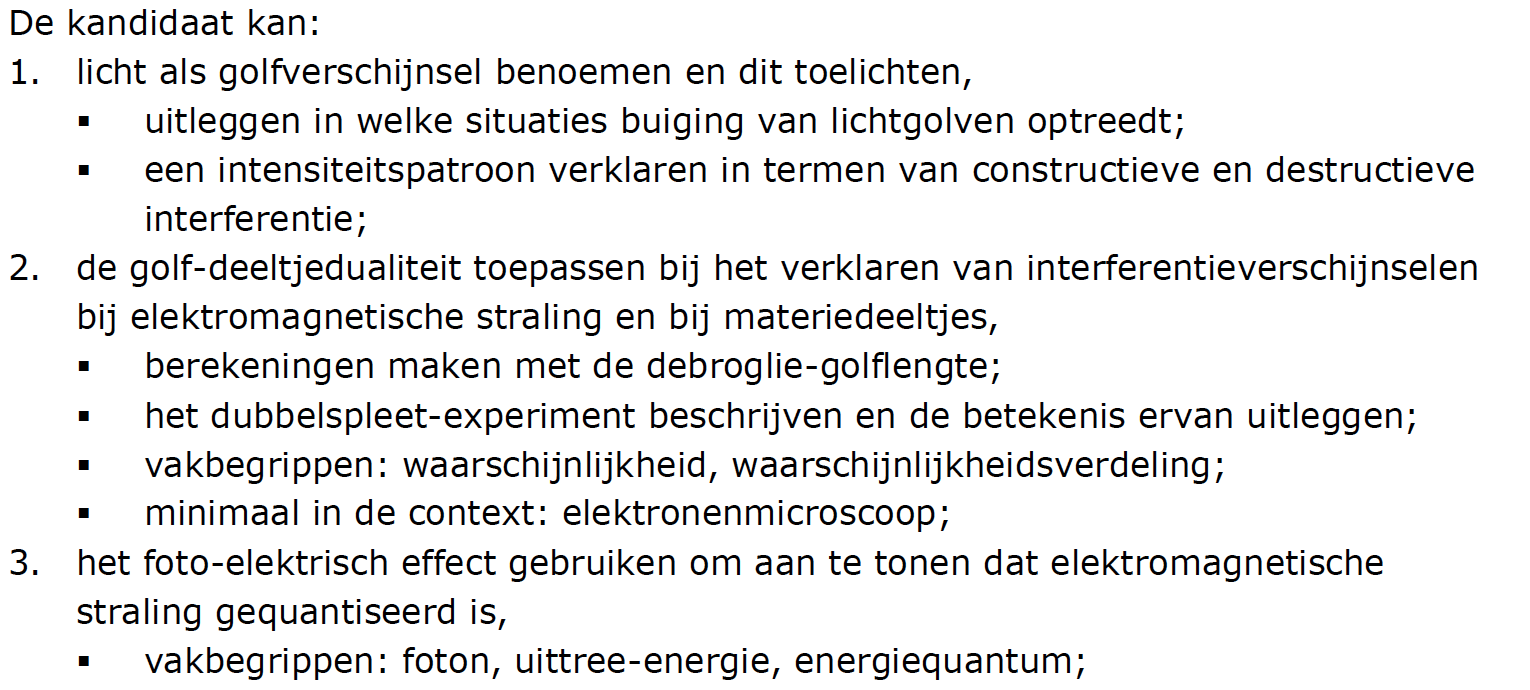 De kandidaat kan:
1. licht als golfverschijnsel benoemen en dit toelichten,
▪ uitleggen in welke situaties buiging van lichtgolven optreedt;
▪ een intensiteitspatroon verklaren in termen van constructieve en destructieve
interferentie;
2. de golf-deeltjedualiteit toepassen bij het verklaren van interferentieverschijnselen
bij elektromagnetische straling en bij materiedeeltjes,
▪ berekeningen maken met de debroglie-golflengte;
▪ het dubbelspleet-experiment beschrijven en de betekenis ervan uitleggen;
▪ vakbegrippen: waarschijnlijkheid, waarschijnlijkheidsverdeling;
▪ minimaal in de context: elektronenmicroscoop;
3. het foto-elektrisch effect gebruiken om aan te tonen dat elektromagnetische
straling gequantiseerd is,
▪ vakbegrippen: foton, uittree-energie, energiequantum;